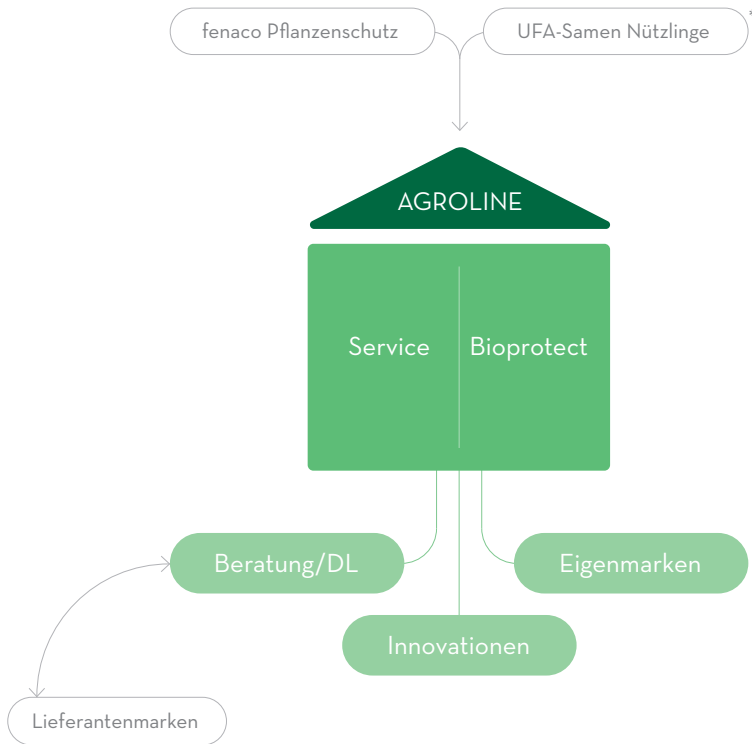 fenaco Pflanzenschutz
UFA-Samen Nützlinge
AGROLINE
Service
Bioprotect
Beratung/DL
Eigenmarken
Innovationen
Lieferantenmarken